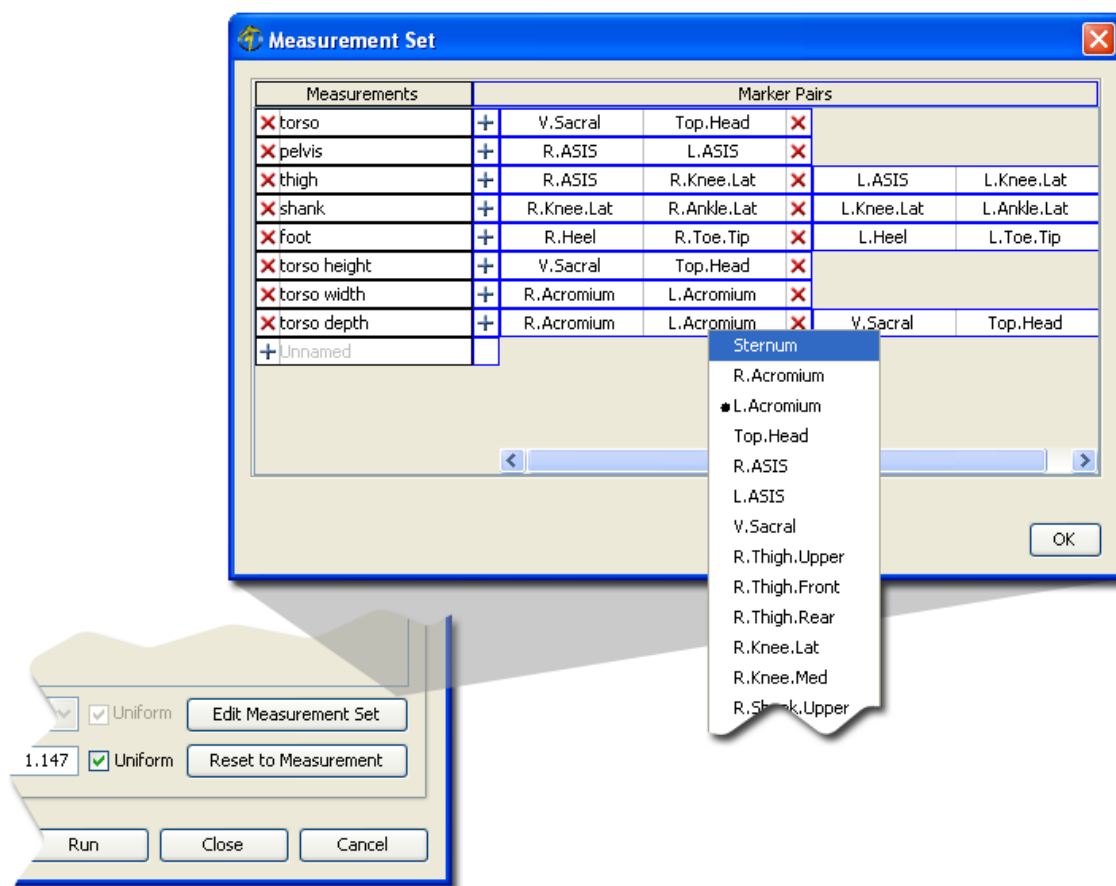 Measurement Set
Measurements Marker Pairs
torso V.Sacral Top.Head
pelvis R.ASIS L.ASIS
thigh R.ASIS R.Knee.Lat L.ASIS L.Knee.Lat
shank R.Knee.Lat R.Ankle.Lat L.Knee.Lat L.Ankle.Lat
foot R.Heel R.Toe.Tip L.Heel L.Toe.Tip
torso height V.Sacral Top.Head
torso width R.Acromium L.Acromium
torso depth R.Acromium L.Acromium V.Sacral Top.Head
Unnamed
Sternum
R.Acromium
L.Acromium
Top.Head
R.ASIS
L.ASIS
V.Sacral
R.Thigh.Upper
R.Thigh.Front
R.Thigh.Rear
R.Knee.Lat
R.Knee.Med
R.Shank.Upper
OK
Uniform Edit Measurement Set
1.147 Uniform Reset to Measurement
Run Close Cancel